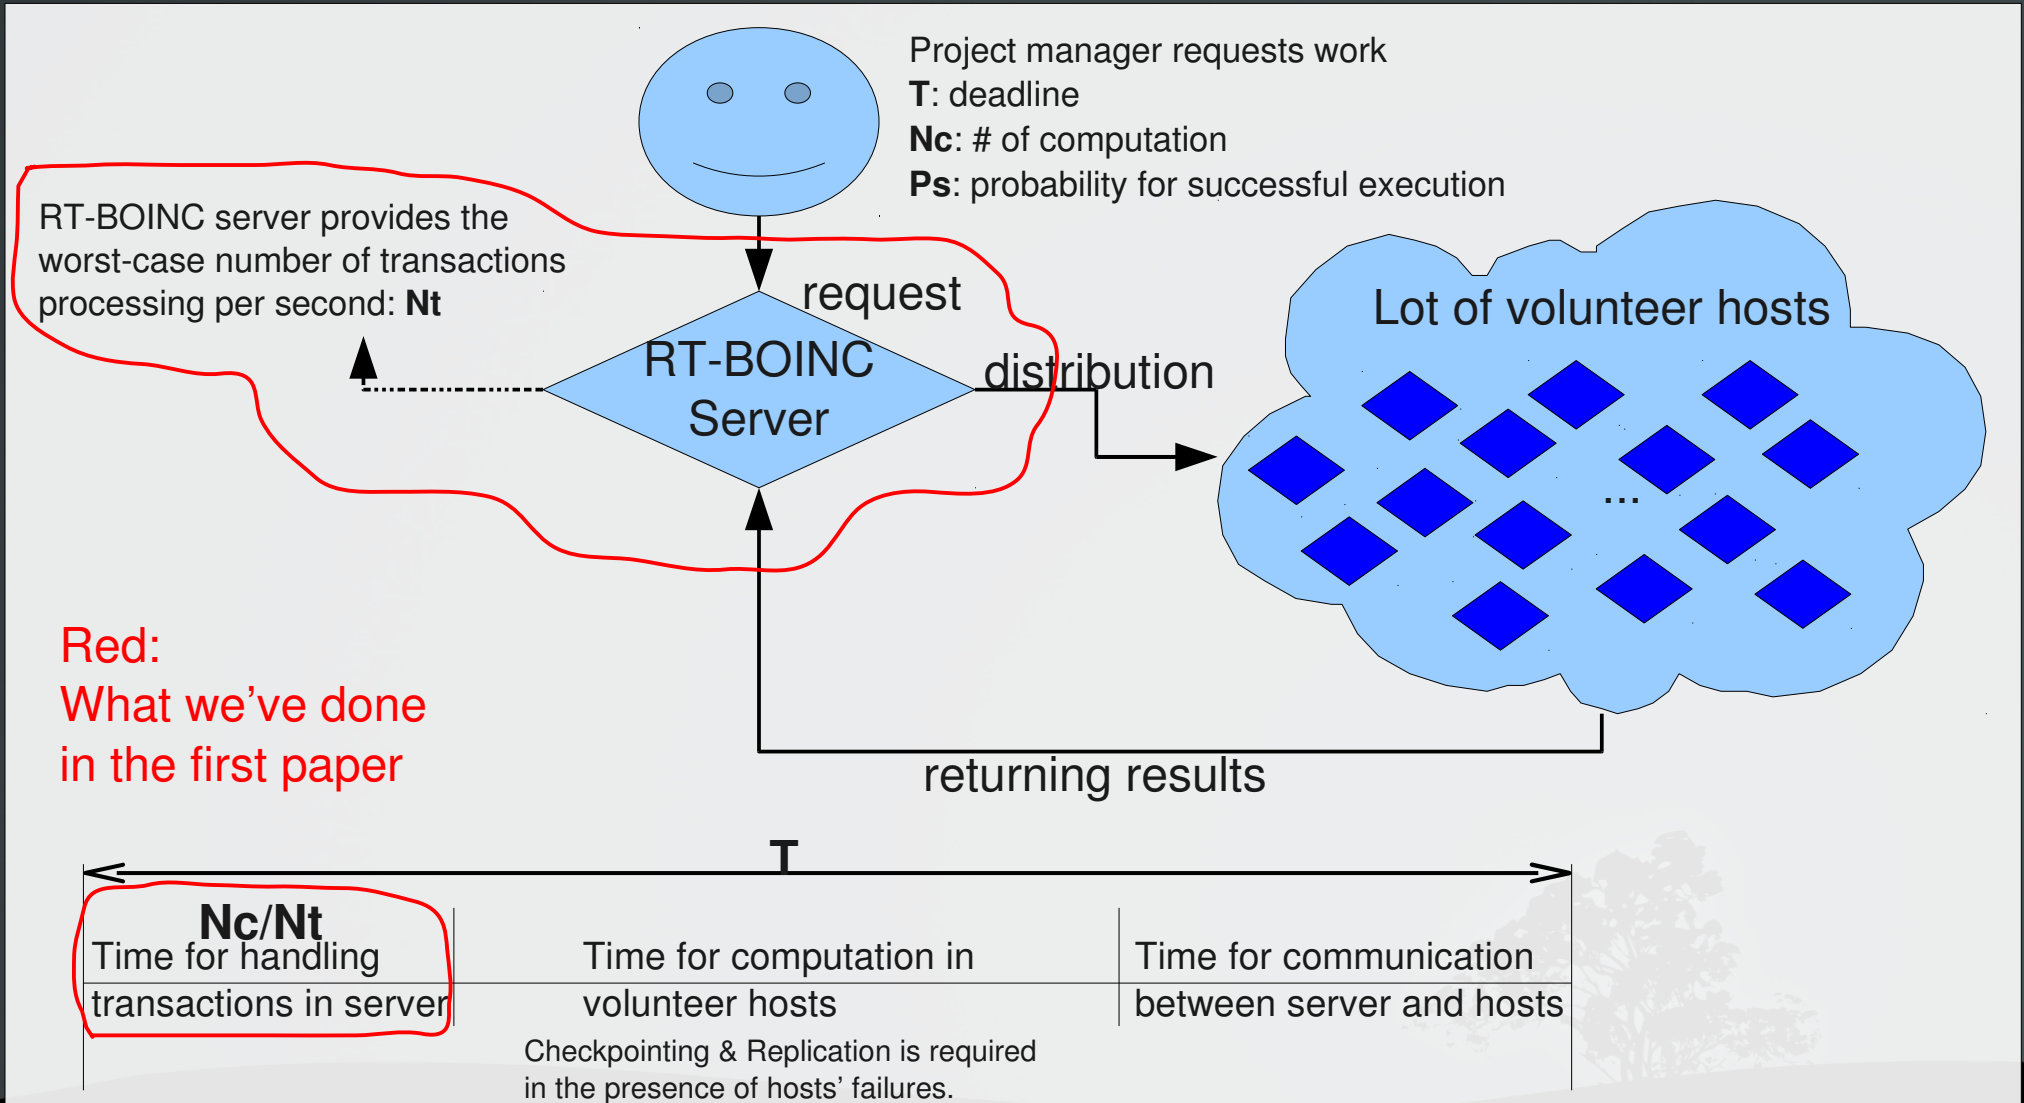 Project manager requests work
T: deadline
Nc: # of computation
Ps: probability for successful execution
RT-BOINC server provides the
worst-case number of transactions
processing per second: Nt
request
RT-BOINC
Server
distribution
Lot of volunteer hosts
...
Red:
What we’ve done
in the first paper
returning results
T
Nc/Nt
Time for handling
transactions in server
Time for computation in
volunteer hosts
Time for communication
between server and hosts
Checkpointing & Replication is required
in the presence of hosts’ failures.